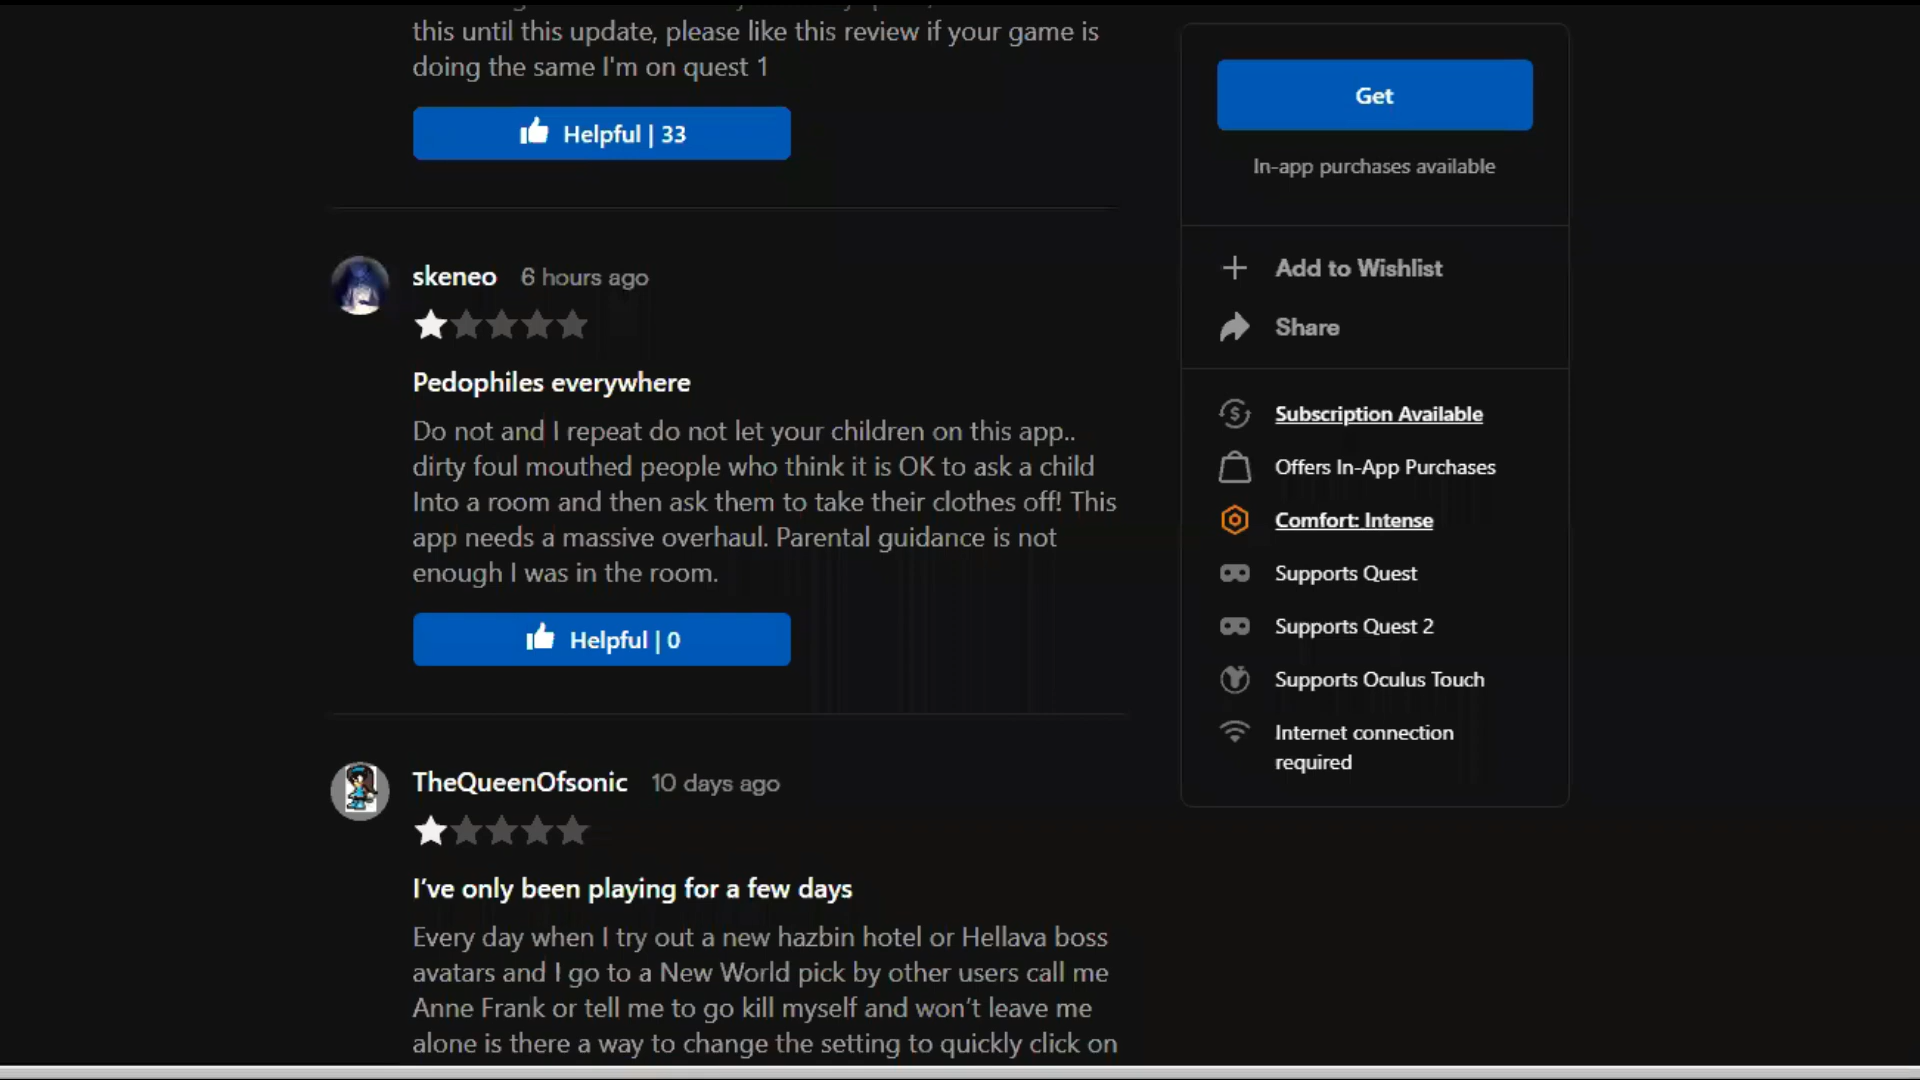 this until this update, please like this review if your game is
doing the same I'm on quest 1
Helpful | 33
skeneo 6 hours ago
Pedophiles everywhere
Do not and I repeat do not let your children on this app..
dirty foul mouthed people who think it is OK to ask a child
Into a room and then ask them to take their clothes off! This
app needs a massive overhaul. Parental guidance is not
enough I was in the room.
Helpful | 0
TheQueenOfsonic 10 days ago
I’ve only been playing for a few days
Every day when I try out a new hazbin hotel or Hellava boss
avatars and I go to a New World pick by other users call me
Anne Frank or tell me to go kill myself and won’t leave me
alone is there a way to change the setting to quickly click on
Get
In-app purchases available
Add to Wishlist
Share
Subscription Available
Offers In-App Purchases
Comfort: Intense
Supports Quest
Supports Quest 2
Supports Oculus Touch
Internet connection
required